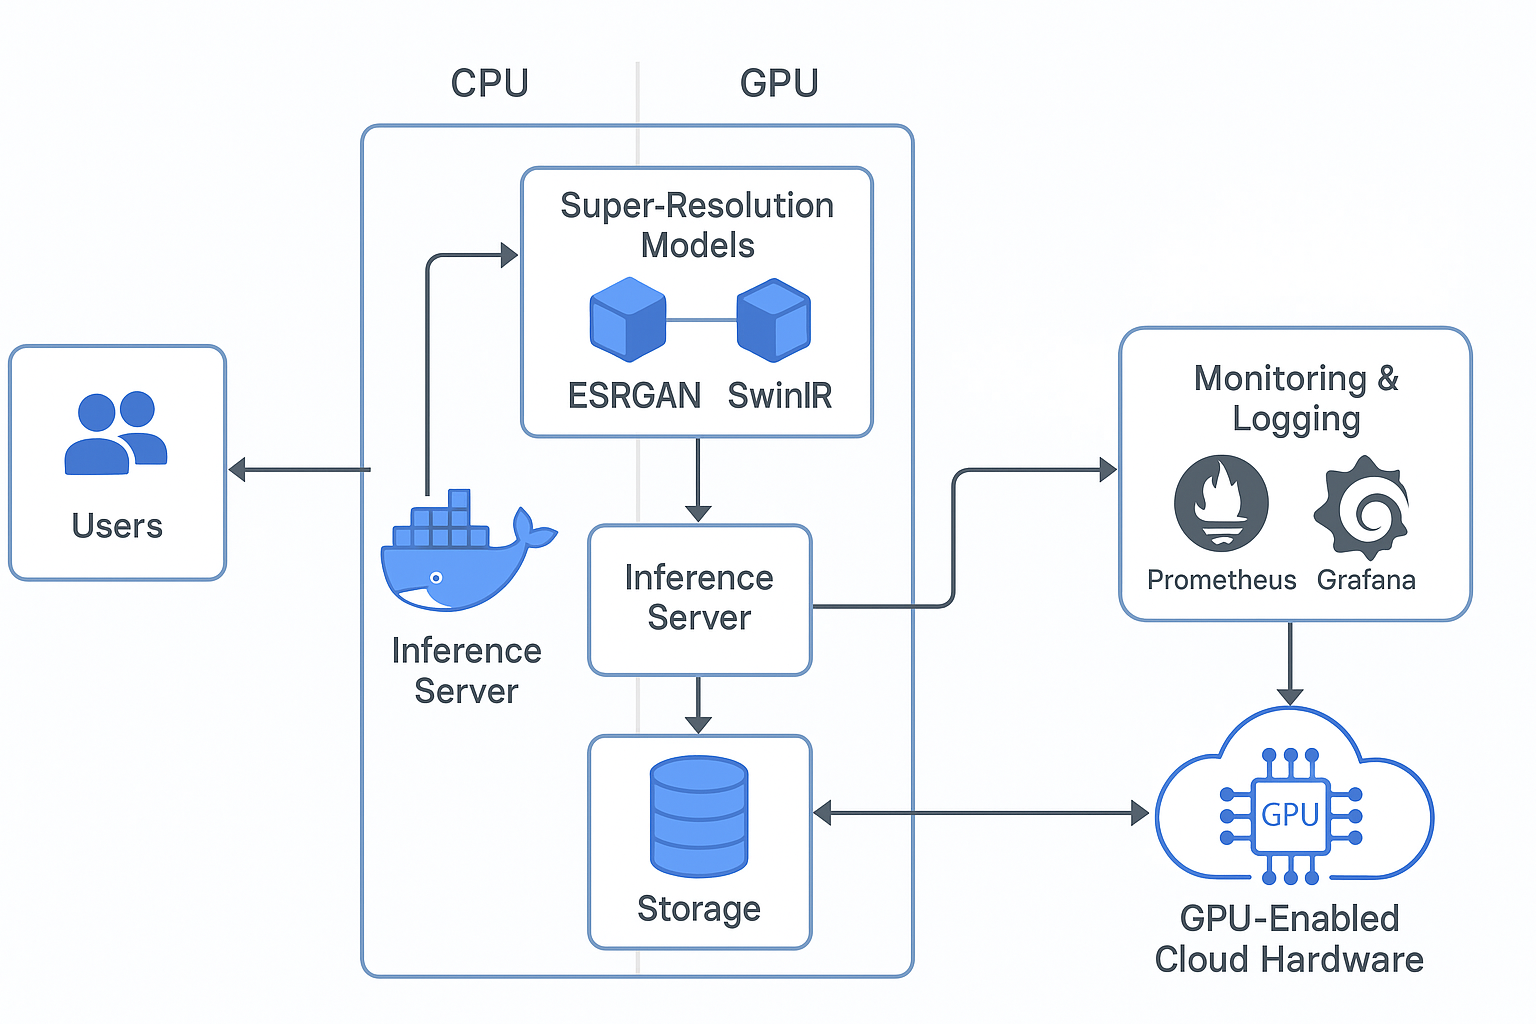 CPU
GPU
Super-Resolution
Models
ESRGAN
SwinIR
Users
Inference
Server
Inference
Server
Storage
Monitoring &
Logging
Prometheus
Grafana
GPU
GPU-Enabled
Cloud Hardware